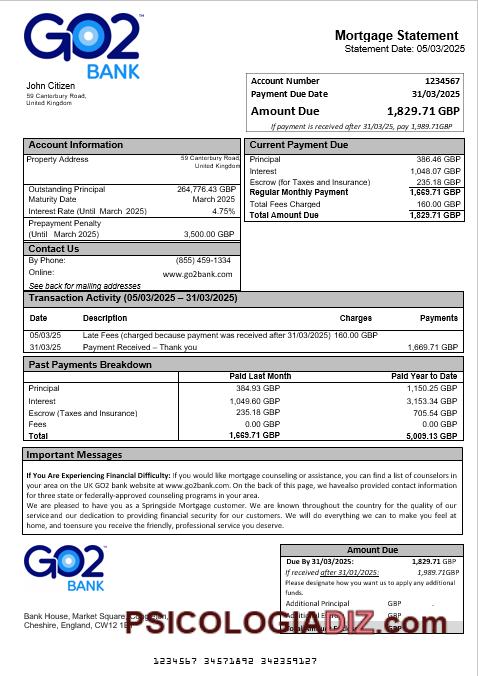 GO2
BANK
™
Mortgage Statement
Statement Date: 05/03/2025
John Citizen
59 Canterbury Road,
United Kingdom
Account Number 1234567
Payment Due Date 31/03/2025
Amount Due 1,829.71 GBP
If payment is received after 31/03/25, pay 1,989.71GBP
Account Information
Property Address 59 Canterbury Road,
United Kingdom
Outstanding Principal 264,776.43 GBP
Maturity Date March 2025
Interest Rate (Until March 2025) 4.75%
Prepayment Penalty
(Until March 2025) 3,500.00 GBP
Contact Us
By Phone: (855) 459-1334
Online: www.go2bank.com
See back for mailing addresses
Current Payment Due
Principal 386.46 GBP
Interest 1,048.07 GBP
Escrow (for Taxes and Insurance) 235.18 GBP
Regular Monthly Payment 1,669.71 GBP
Total Fees Charged 160.00 GBP
Total Amount Due 1,829.71 GBP
Transaction Activity (05/03/2025 – 31/03/2025)
Date Description Charges Payments
05/03/25 Late Fees (charged because payment was received after 31/03/2025) 160.00 GBP
31/03/25 Payment Received – Thank you 1,669.71 GBP
Past Payments Breakdown
Paid Last Month Paid Year to Date
Principal 384.93 GBP 1,150.25 GBP
Interest 1,049.60 GBP 3,153.34 GBP
Escrow (Taxes and Insurance) 235.18 GBP 705.54 GBP
Fees 0.00 GBP 0.00 GBP
Total 1,669.71 GBP 5,009.13 GBP
Important Messages
If You Are Experiencing Financial Difficulty: If you would like mortgage counseling or assistance, you can find a list of counselors in
your area on the UK GO2 bank website at www.go2bank.com. On the back of this page, we havealso provided contact information
for three state or federally-approved counseling programs in your area.
We are pleased to have you as a Springside Mortgage customer. We are known throughout the country for the quality of our
service and our dedication to providing financial security for our customers. We will do everything we can to make you feel at
home, and toensure you receive the friendly, professional service you deserve.
GO2
BANK
Bank House, Market Square, Congleton,
Cheshire, England, CW12 1ET
Amount Due
Due By 31/03/2025: 1,829.71 GBP
If received after 31/01/2025: 1,989.71GBP
Please designate how you want us to apply any additional
funds.
Additional Principal GBP .
Additional Escrow GBP
Total Amount Enclosed GBP
PSICOLOGIADIZ.com
1234567 34571892 342359127